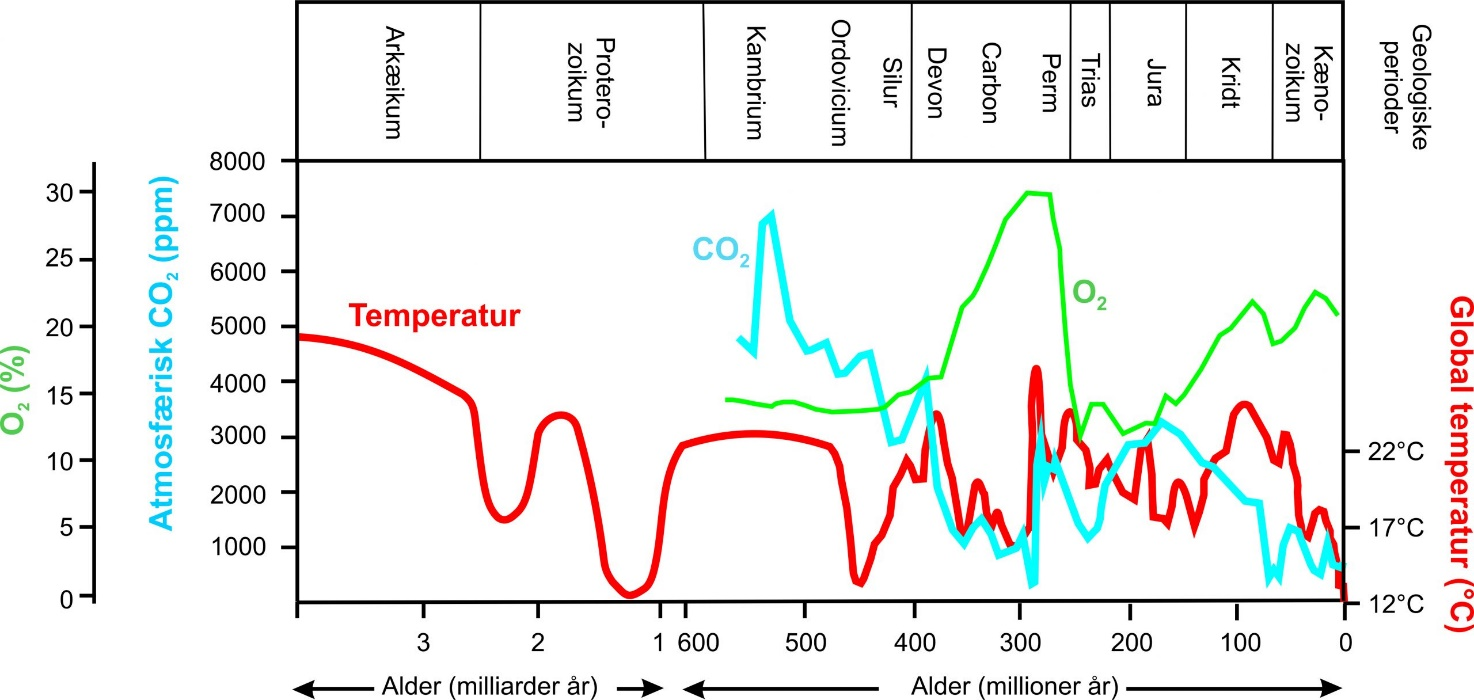 Arkæikum
Protero-
zoikum
Kambrium
Ordovicium
Silur
Devon
Carbon
Perm
Trias
Jura
Kridt
Kæno-
zoikum
Geologiske
perioder
O₂ (%)
30
25
20
15
10
5
0
Atmosfærisk CO₂ (ppm)
8000
7000
6000
5000
4000
3000
2000
1000
Temperatur
CO₂
O₂
22°C
17°C
12°C
Global temperatur (°C)
3 2 1 600 500 400 300 200 100 0
Alder (milliarder år) Alder (millioner år)